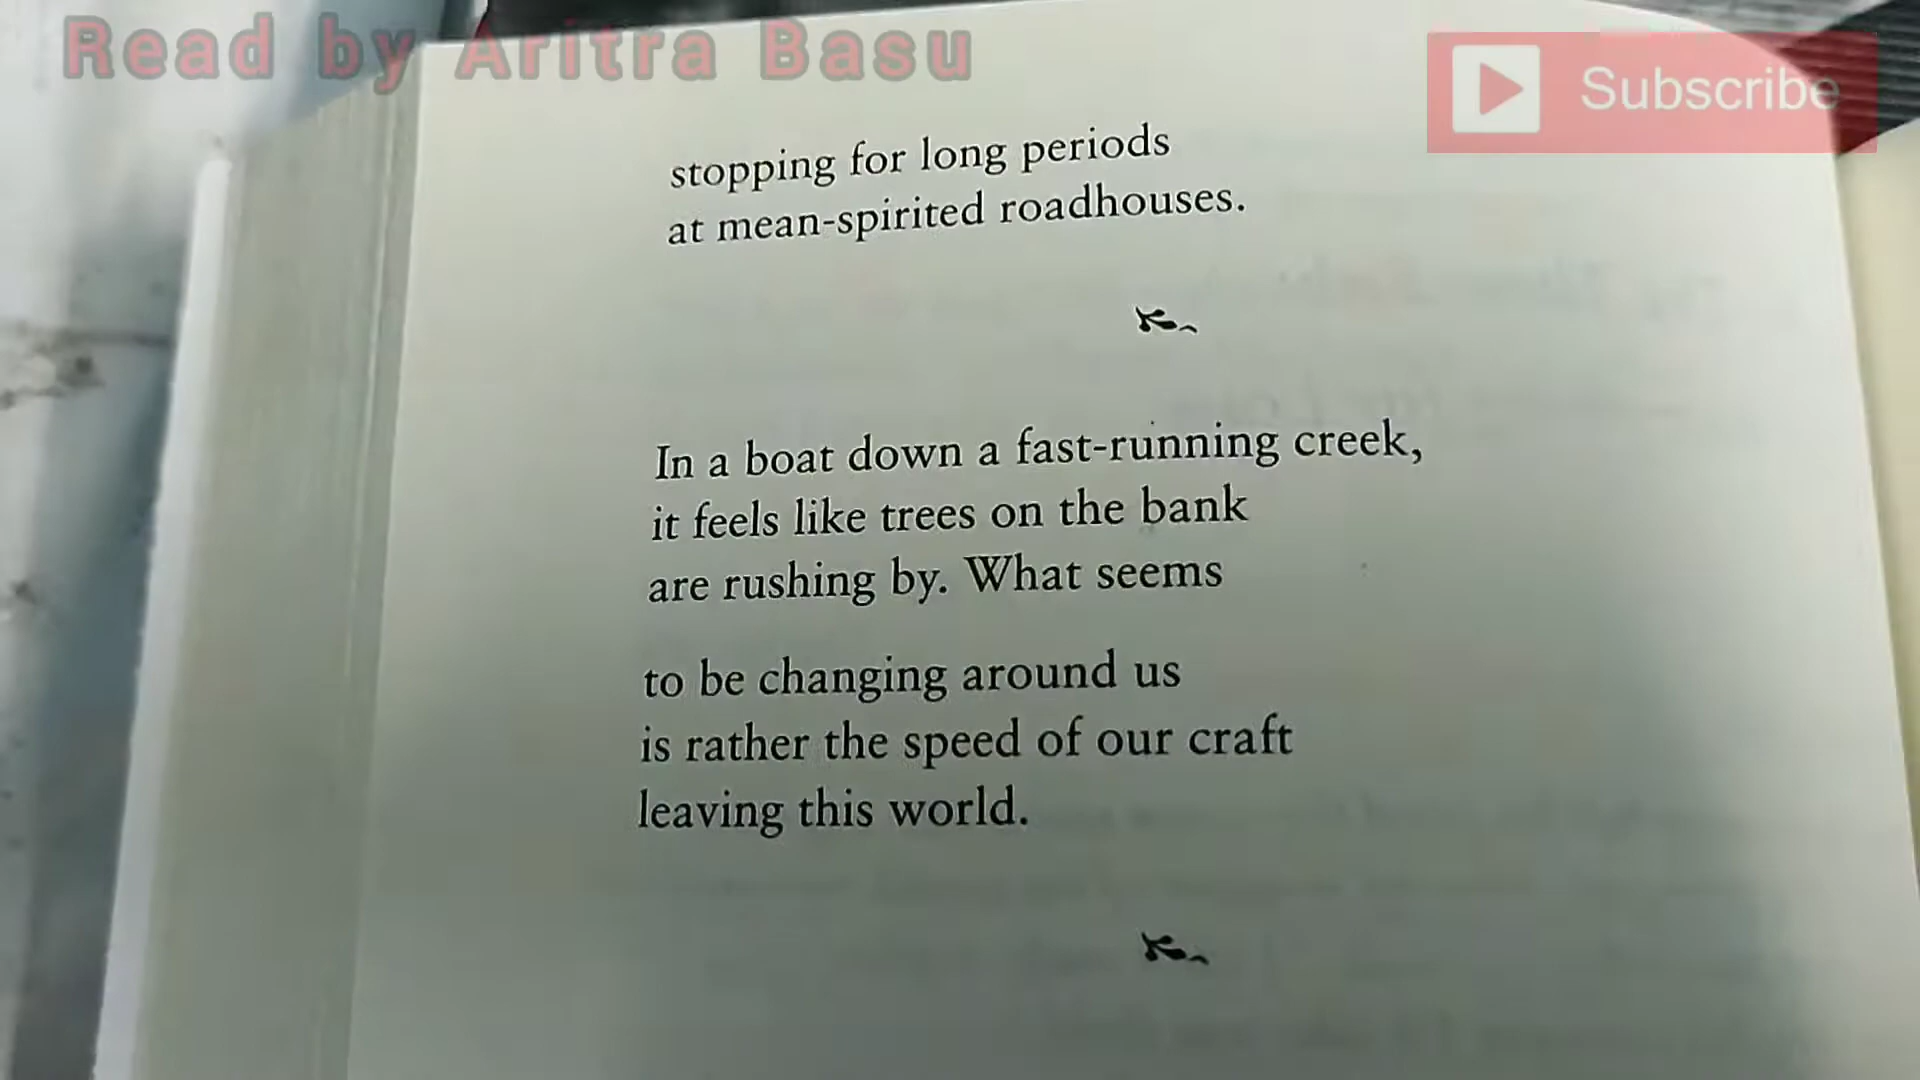 Read by Aritra Basu
Subscribe
stopping for long periods
at mean-spirited roadhouses.
In a boat down a fast-running creek,
it feels like trees on the bank
are rushing by. What seems
to be changing around us
is rather the speed of our craft
leaving this world.